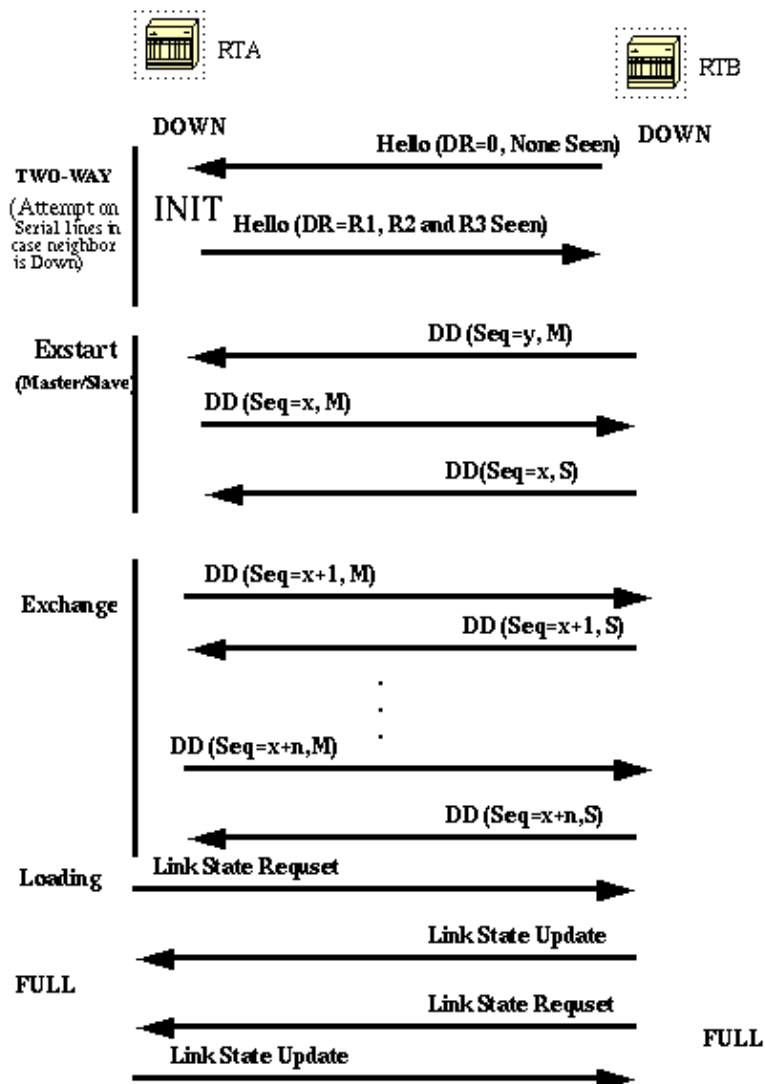 RTA
RTB
DOWN
DOWN
Hello (DR=0, None Seen)
TWO-WAY
(Attempt on
Serial lines in
case neighbor
is Down)
INIT
Hello (DR=R1, R2 and R3 Seen)
DD (Seq=y, M)
Exstart
(Master/Slave)
DD (Seq=x, M)
DD(Seq=x, S)
DD (Seq=x+1, M)
Exchange
DD (Seq=x+1, S)
DD (Seq=x+n,M)
DD (Seq=x+n,S)
Loading
Link State Requset
Link State Update
FULL
Link State Requset
FULL
Link State Update